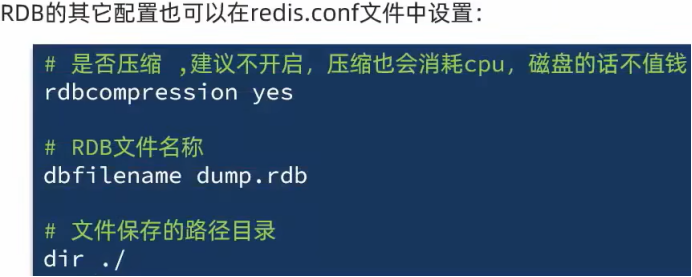 RDB的其它配置也可以在redis.conf文件中设置：
# 是否压缩 ,建议不开启，压缩也会消耗cpu，磁盘的话不值钱
rdbcompression yes
# RDB文件名称
dbfilename dump.rdb
# 文件保存的路径目录
dir ./